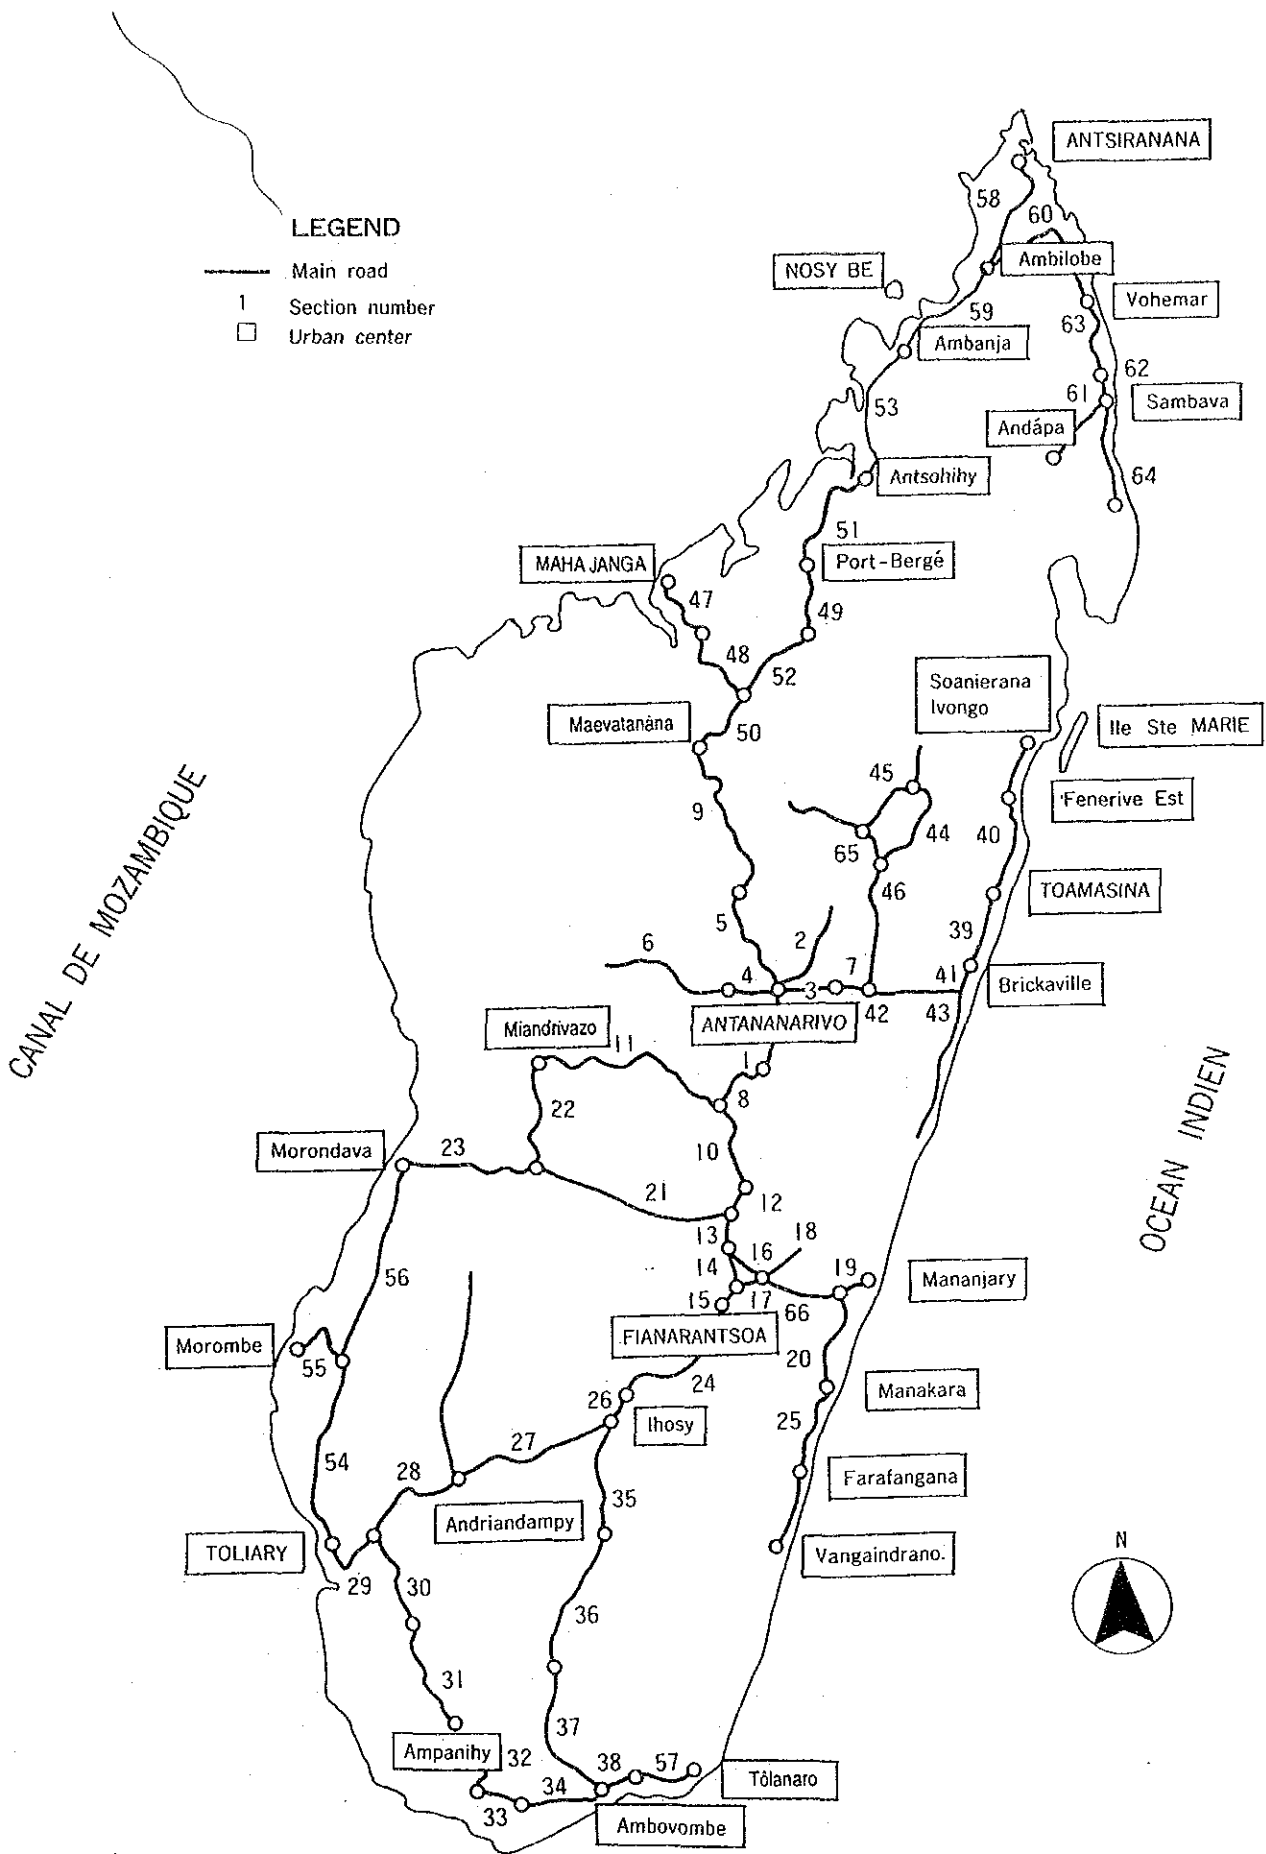 ANTSIRANANA
58
60
LEGEND
Main road
1
Section number
Urban center
NOSY BE
Ambilobe
59
Vohemar
63
Ambanja
62
53
61
Sambava
Andápa
Antsohihy
64
51
MAHAJANGA
Port-Bergé
47
49
48
52
Soanierana
Ivongo
Maevatanàna
50
Ile Ste MARIE
45
9
Fenerive Est
40
44
65
46
TOAMASINA
5
2
39
6
4
3
7
41
Brickaville
42
43
ANTANANARIVO
Miandrivazo
11
1
8
22
CANAL DE MOZAMBIQUE
OCEAN INDIEN
Morondava
23
10
21
12
13
18
16
14
19
Mananjary
56
15
17
66
FIANARANTSOA
Morombe
55
20
24
Manakara
26
Ihosy
25
27
54
28
Farafangana
35
Andriandampy
TOLIARY
Vangaindrano.
N
29
30
36
31
37
Ampanihy
32
38
57
Tôlanaro
34
33
Ambovombe